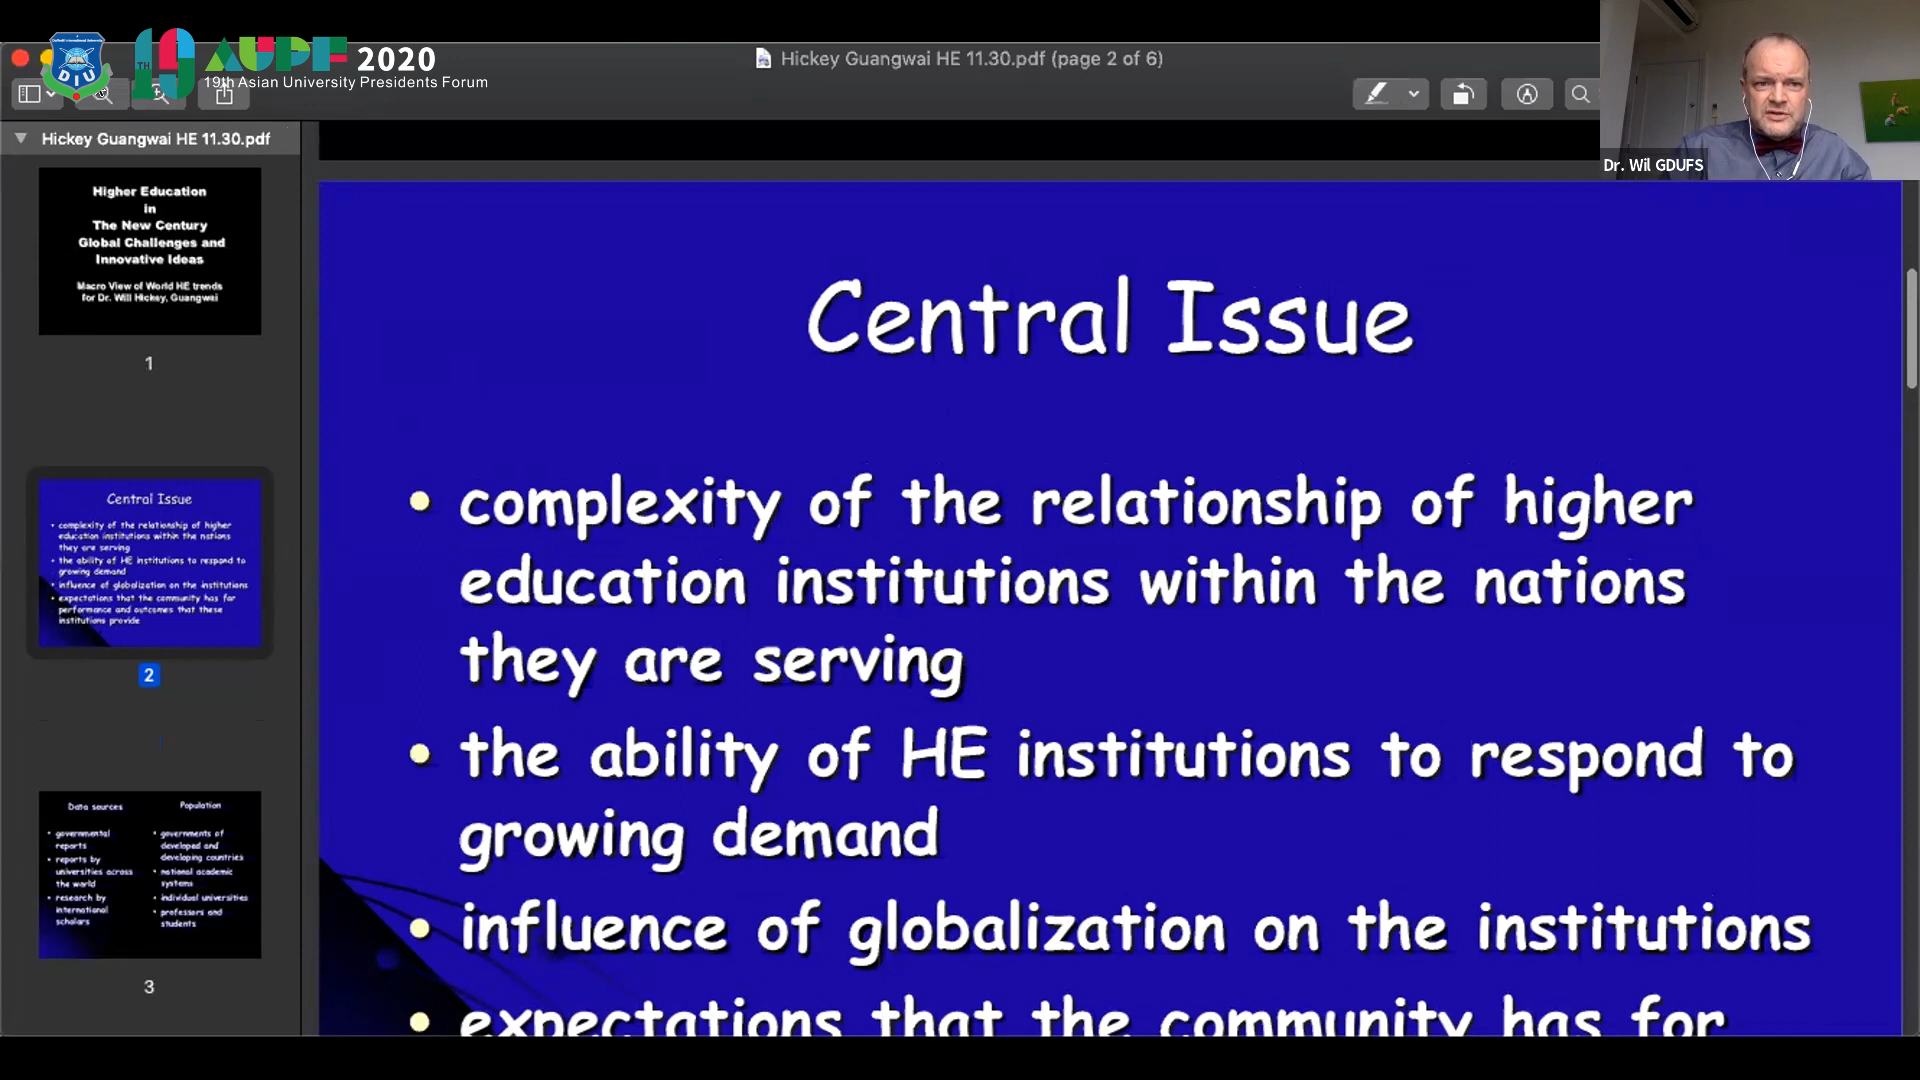 Daffodil International University
DIU
19
TH
AUPF 2020
19th Asian University Presidents Forum
Hickey Guangwai HE 11.30.pdf (page 2 of 6)
Dr. Wil GDUFS
Hickey Guangwai HE 11.30.pdf
Higher Education
in
The New Century
Global Challenges and
Innovative Ideas
Macro View of World HE trends
for Dr. Will Hickey, Guangwai
1
Central Issue
• complexity of the relationship of higher
education institutions within the nations
they are serving
• the ability of HE institutions to respond to
growing demand
• influence of globalization on the institutions
• expectations that the community has for
performance and outcomes that these
institutions provide
2
Data sources
• governmental
reports
• reports by
universities across
the world
• research by
international
scholars
Population
• governments of
developed and
developing countries
• national academic
systems
• individual universities
• professors and
students
3
Central Issue
• complexity of the relationship of higher
education institutions within the nations
they are serving
• the ability of HE institutions to respond to
growing demand
• influence of globalization on the institutions
• expectations that the community has for